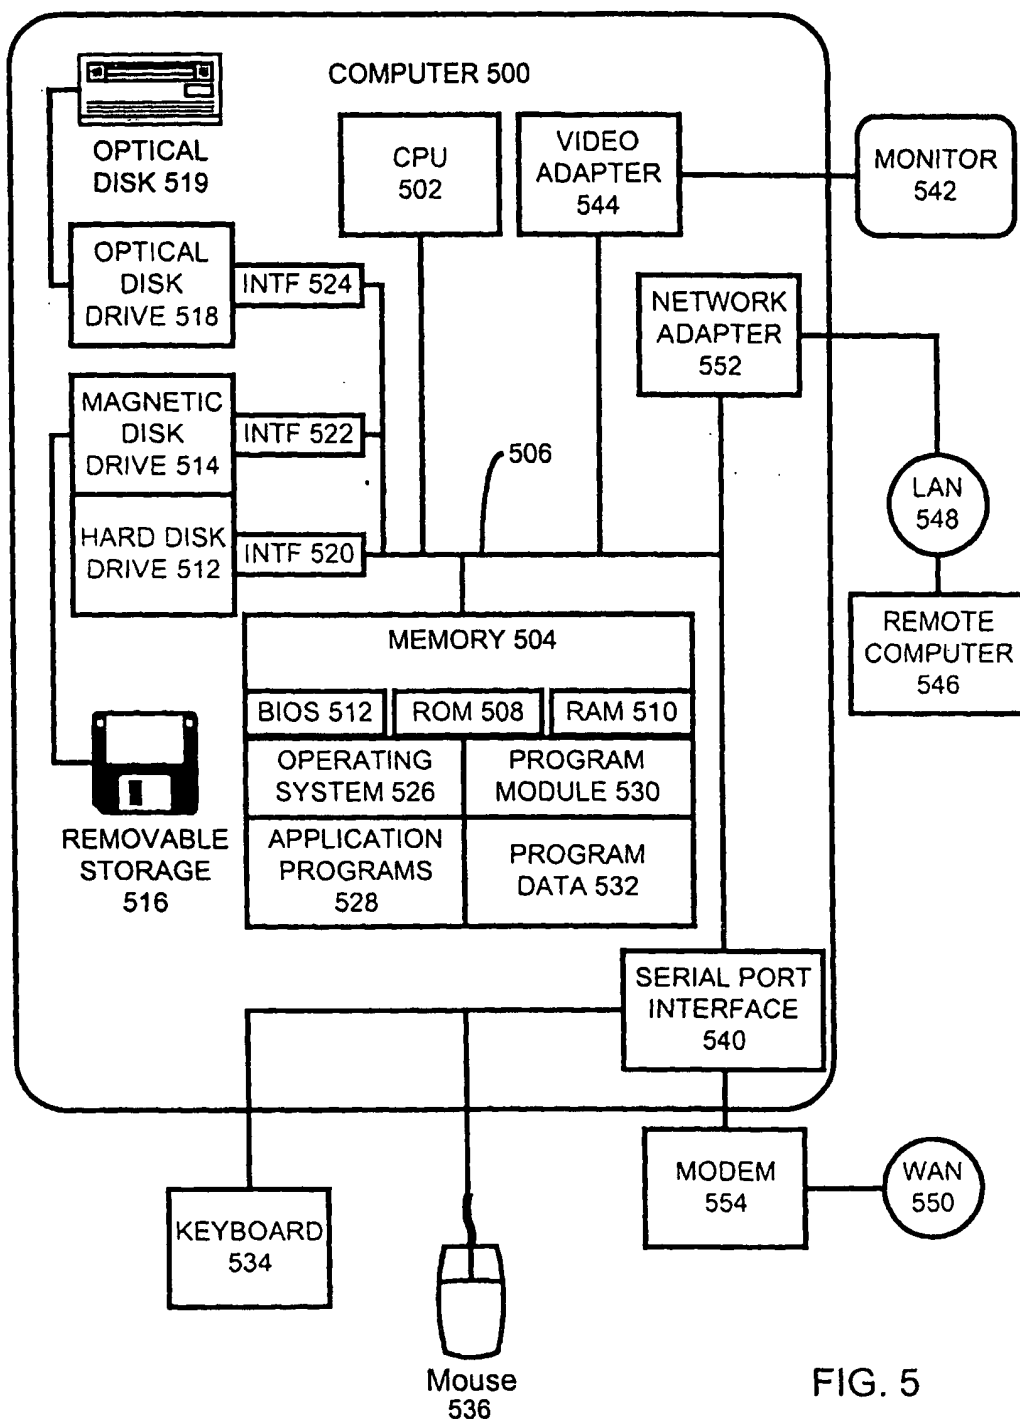 COMPUTER 500
OPTICAL
DISK 519
CPU
502
VIDEO
ADAPTER
544
MONITOR
542
OPTICAL
DISK
DRIVE 518
INTF 524
NETWORK
ADAPTER
552
MAGNETIC
DISK
DRIVE 514
INTF 522
506
LAN
548
HARD DISK
DRIVE 512
INTF 520
REMOTE
COMPUTER
546
MEMORY 504
BIOS 512
ROM 508
RAM 510
OPERATING
SYSTEM 526
PROGRAM
MODULE 530
REMOVABLE
STORAGE
516
APPLICATION
PROGRAMS
528
PROGRAM
DATA 532
SERIAL PORT
INTERFACE
540
MODEM
554
WAN
550
KEYBOARD
534
Mouse
536
FIG. 5